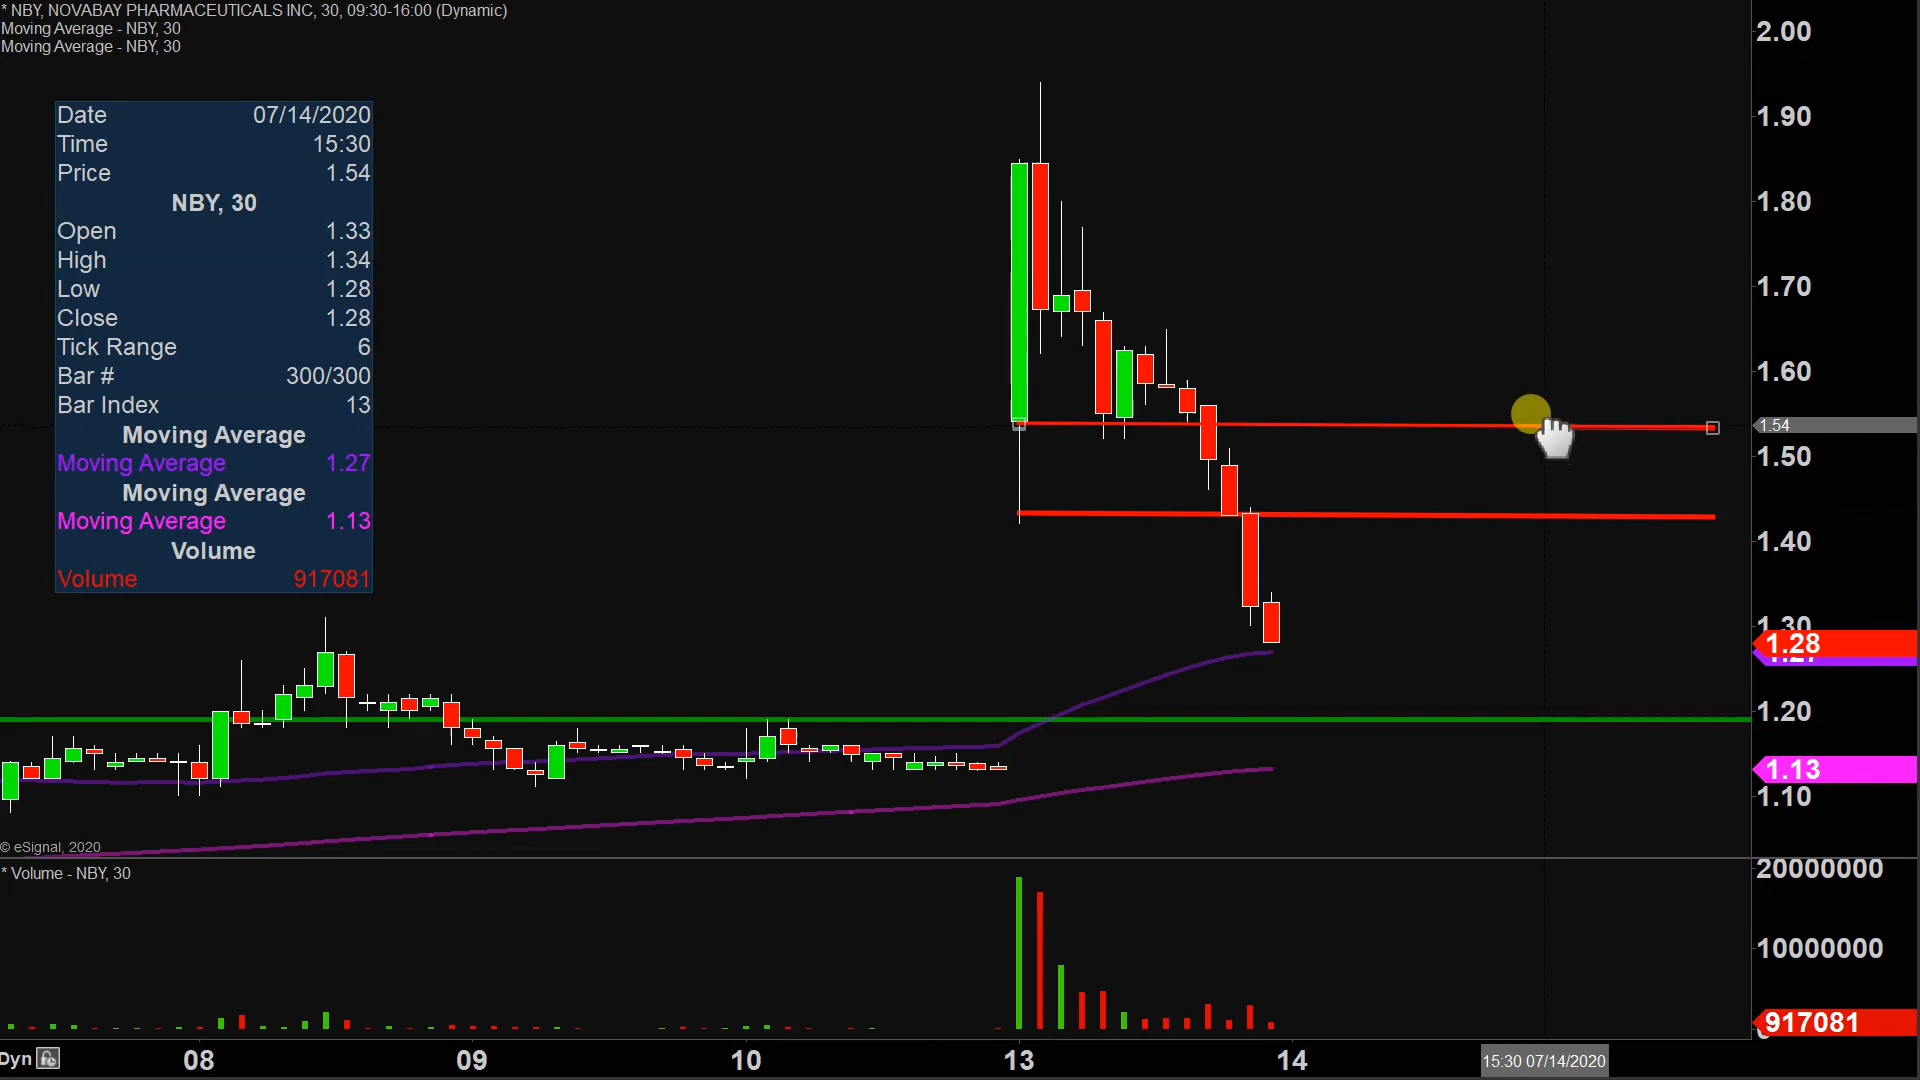 * NBY, NOVABAY PHARMACEUTICALS INC, 30, 09:30-16:00 (Dynamic)
Moving Average - NBY, 30
Moving Average - NBY, 30
Date 07/14/2020
Time 15:30
Price 1.54
NBY, 30
Open 1.33
High 1.34
Low 1.28
Close 1.28
Tick Range 6
Bar # 300/300
Bar Index 13
Moving Average
Moving Average 1.27
Moving Average
Moving Average 1.13
Volume
Volume 917081
2.00
1.90
1.80
1.70
1.60
1.54
1.50
1.40
1.30
1.28
1.27
1.20
1.13
1.10
© eSignal, 2020
* Volume - NBY, 30
20000000
10000000
917081
0
Dyn
08
09
10
13
14
15:30 07/14/2020